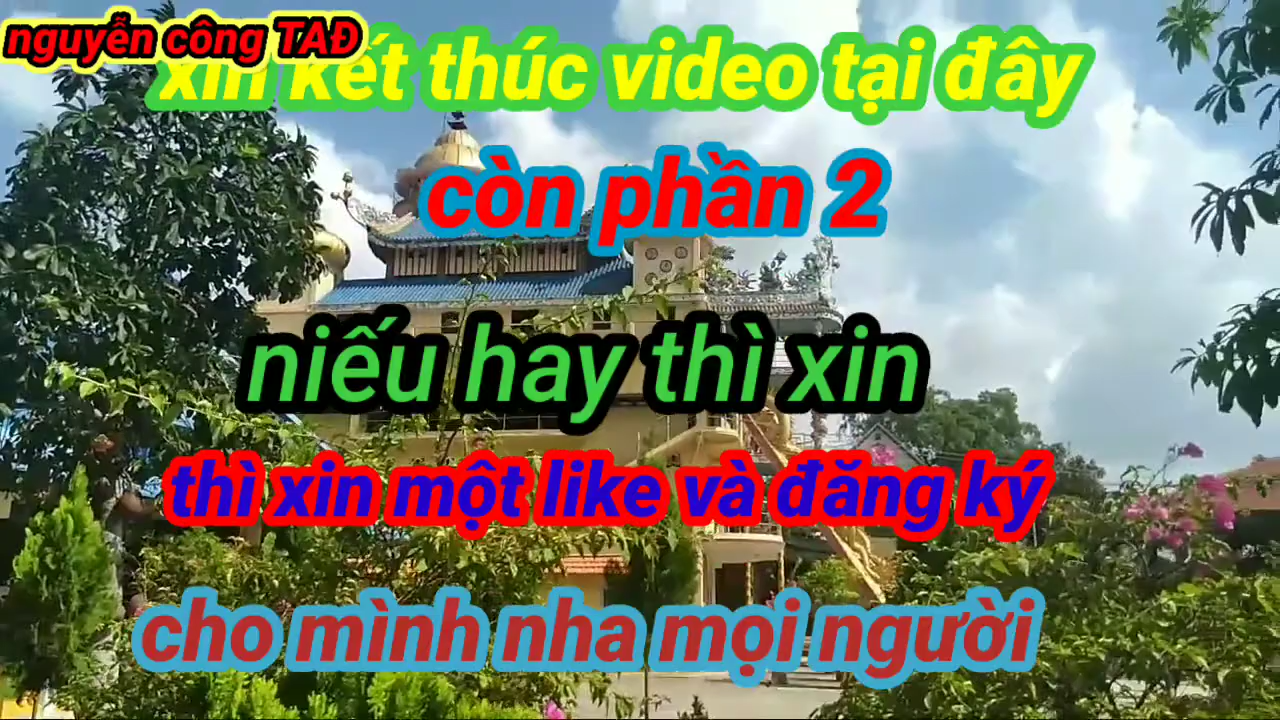 nguyễn công TAĐ
xin kết thúc video tại đây
còn phần 2
niếu hay thì xin
thì xin một like và đăng ký
cho mình nha mọi người